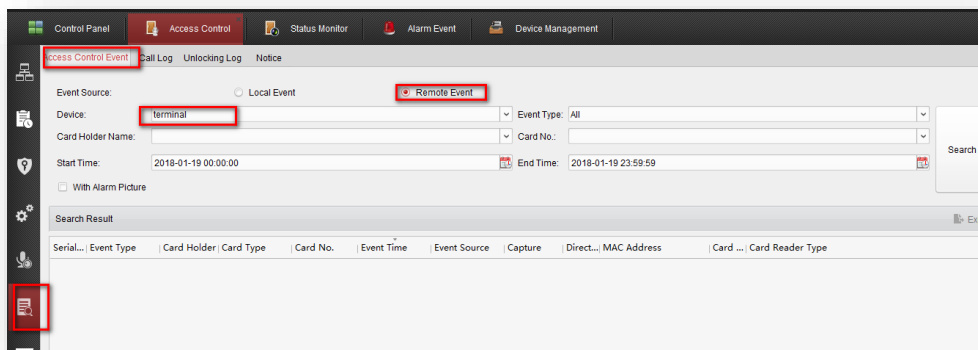 Control Panel Access Control Status Monitor Alarm Event Device Management
Access Control Event Call Log Unlocking Log Notice
Event Source: Local Event Remote Event
Device: terminal Event Type: All
Card Holder Name: Card No.:
Search
Start Time: 2018-01-19 00:00:00 End Time: 2018-01-19 23:59:59
With Alarm Picture
Search Result Ex
Serial... Event Type Card Holder Card Type Card No. Event Time Event Source Capture Direct... MAC Address Card ... Card Reader Type